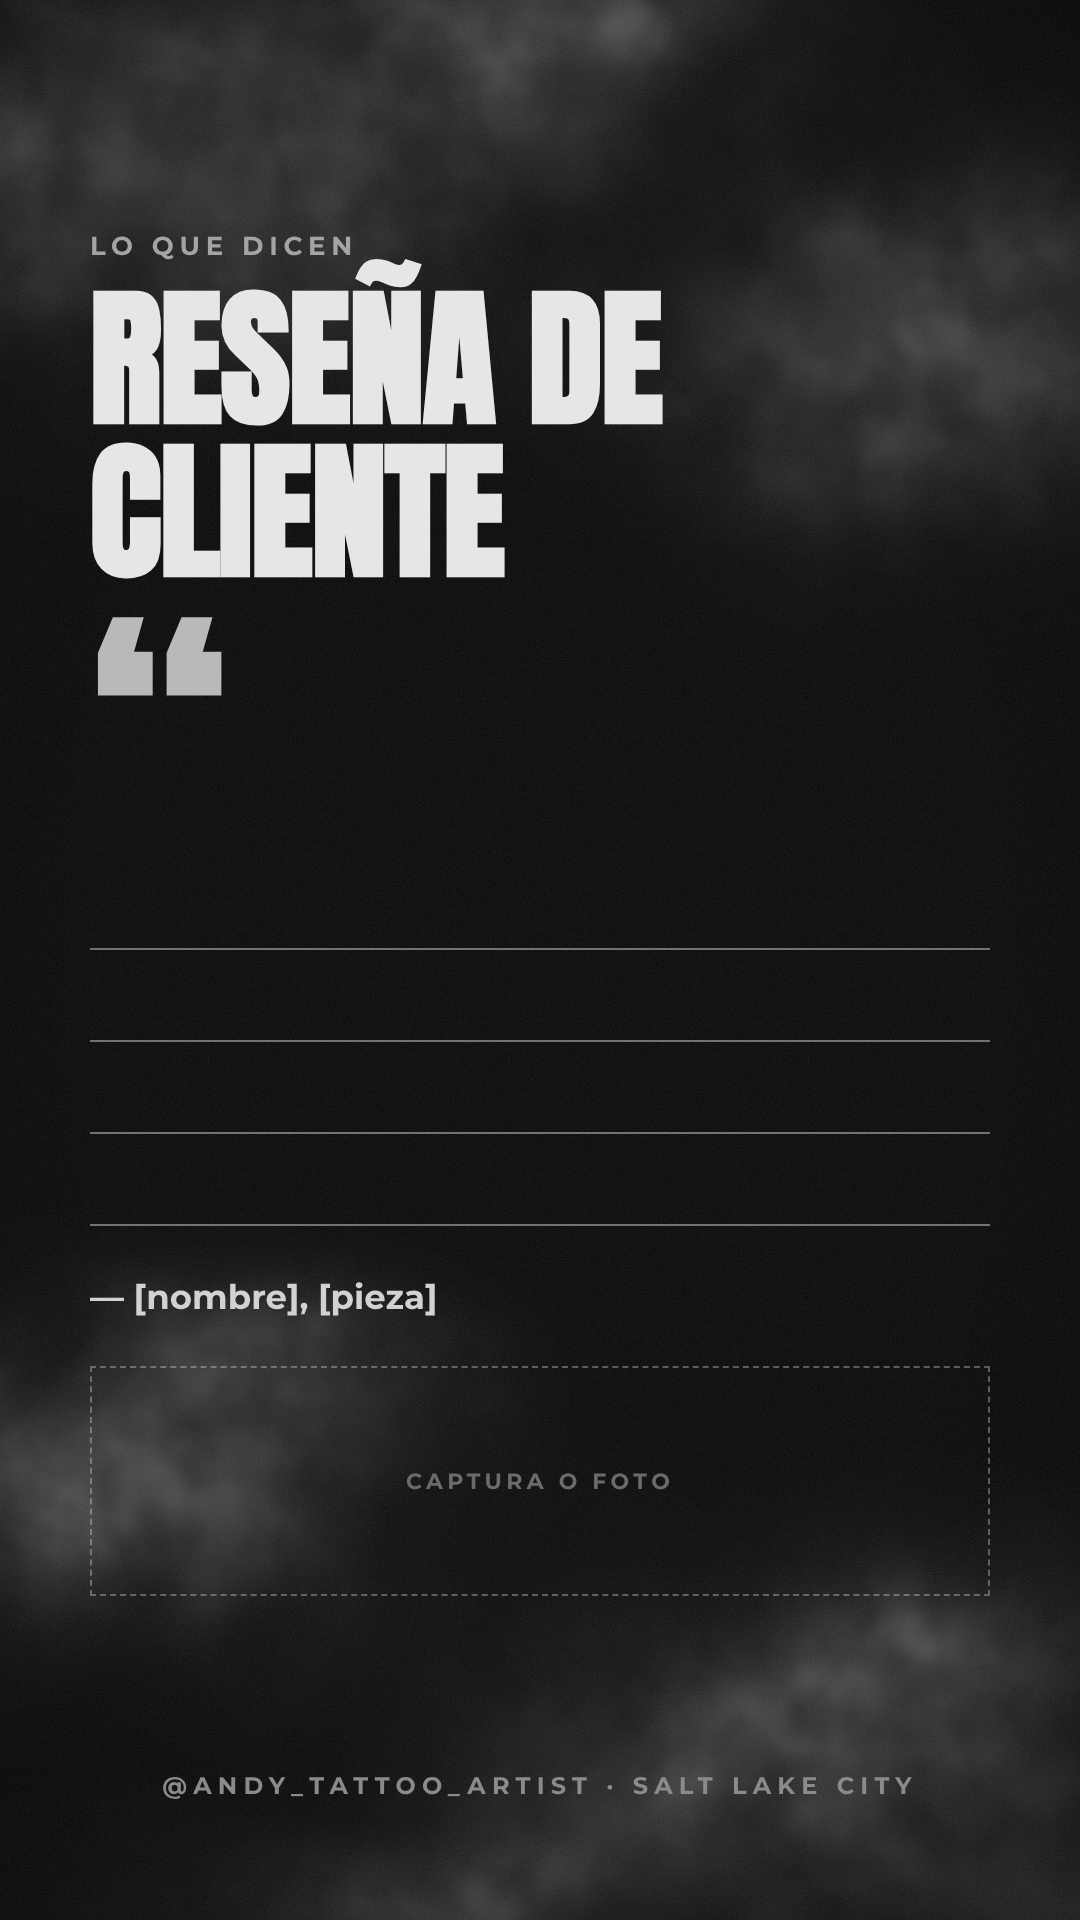 LO QUE DICEN
RESEÑA DE
CLIENTE
“
— [nombre], [pieza]
CAPTURA O FOTO
@ANDY_TATTOO_ARTIST · SALT LAKE CITY